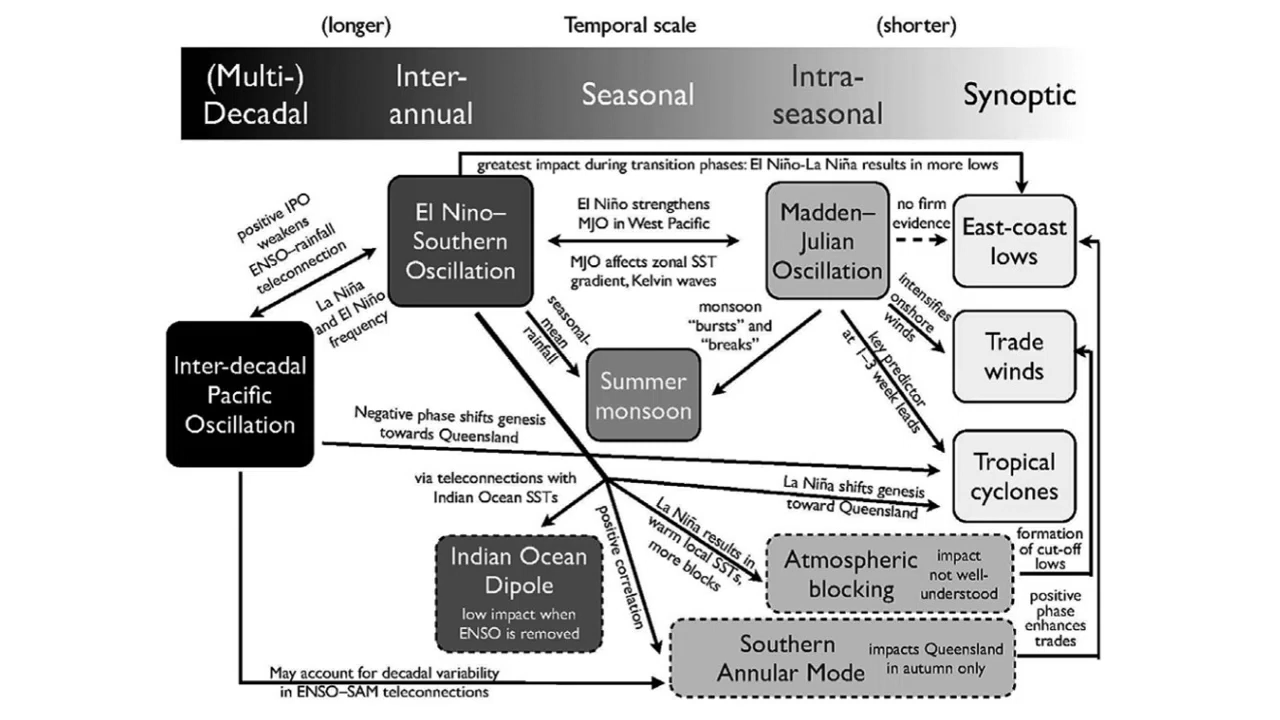 (longer)
Temporal scale
(shorter)
(Multi-)
Decadal
Inter-
annual
Seasonal
Intra-
seasonal
Synoptic
greatest impact during transition phases: El Niño-La Niña results in more lows
positive IPO
weakens
ENSO-rainfall
teleconnection
La Niña
and El Niño
frequency
El Nino–
Southern
Oscillation
El Niño strengthens
MJO in West Pacific
MJO affects zonal SST
gradient, Kelvin waves
Madden–
Julian
Oscillation
no firm
evidence
East-coast
lows
intensifies
onshore
winds
Trade
winds
monsoon
"bursts" and
"breaks"
key predictor
at 1–3 week leads
seasonal-
mean
rainfall
Summer
monsoon
Inter-decadal
Pacific
Oscillation
Negative phase shifts genesis
towards Queensland
Tropical
cyclones
via teleconnections with
Indian Ocean SSTs
La Niña shifts genesis
toward Queensland
La Niña results in
warm local SSTs,
more blocks
positive correlation
Indian Ocean
Dipole
low impact when
ENSO is removed
Atmospheric
blocking
impact
not well-
understood
formation
of cut-off
lows
positive
phase
enhances
trades
Southern
Annular Mode
impacts Queensland
in autumn only
May account for decadal variability
in ENSO–SAM teleconnections